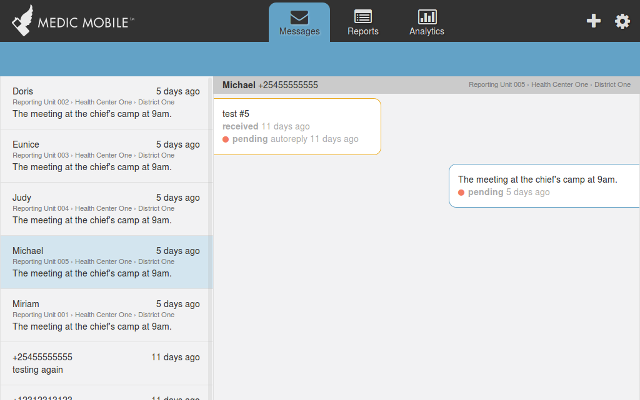 MEDIC MOBILE™
Messages
Reports
Analytics
Doris 5 days ago
Reporting Unit 002 › Health Center One › District One
The meeting at the chief's camp at 9am.
Eunice 5 days ago
Reporting Unit 003 › Health Center One › District One
The meeting at the chief's camp at 9am.
Judy 5 days ago
Reporting Unit 004 › Health Center One › District One
The meeting at the chief's camp at 9am.
Michael 5 days ago
Reporting Unit 005 › Health Center One › District One
The meeting at the chief's camp at 9am.
Miriam 5 days ago
Reporting Unit 001 › Health Center One › District One
The meeting at the chief's camp at 9am.
+25455555555 11 days ago
testing again
Michael +25455555555 Reporting Unit 005 › Health Center One › District One
test #5
received 11 days ago
pending autoreply 11 days ago
The meeting at the chief's camp at 9am.
pending 5 days ago